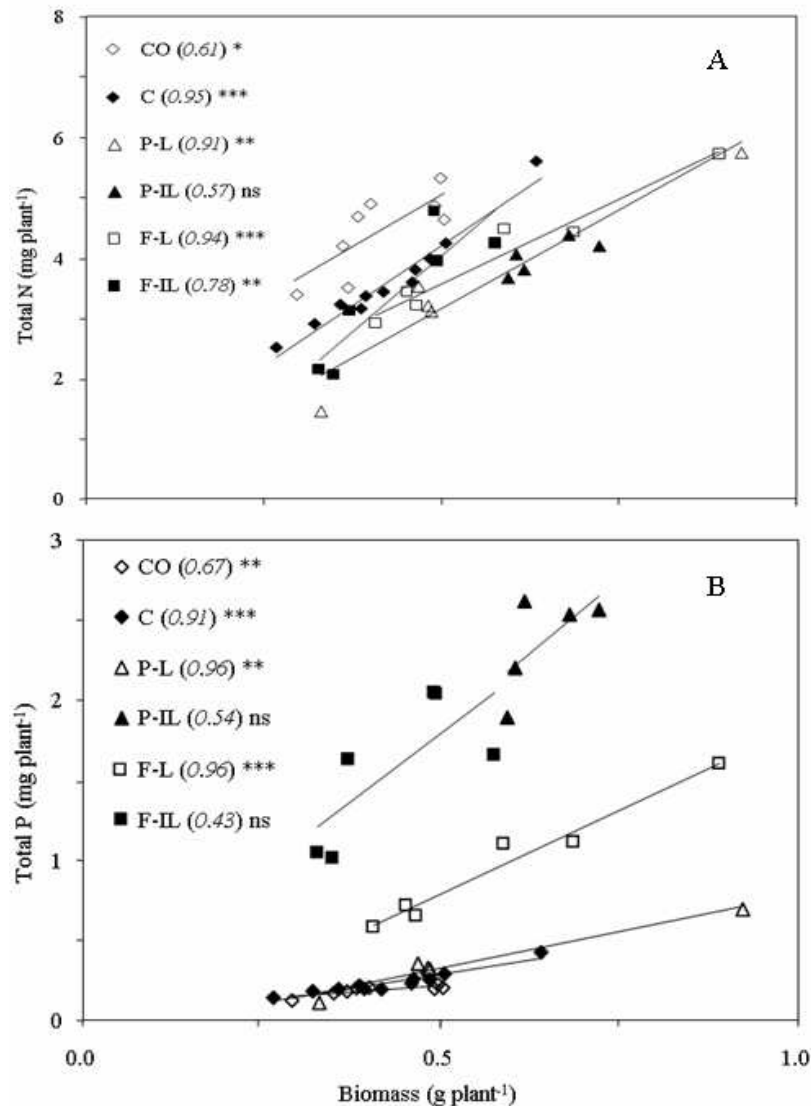 8
◇ CO (0.61) *
A
◆ C (0.95) ***
△ P-L (0.91) **
6
▲ P-IL (0.57) ns
□ F-L (0.94) ***
■ F-IL (0.78) **
Total N (mg plant⁻¹)
4
2
0
3
◇ CO (0.67) **
B
◆ C (0.91) ***
△ P-L (0.96) **
▲ P-IL (0.54) ns
2
□ F-L (0.96) ***
■ F-IL (0.43) ns
Total P (mg plant⁻¹)
1
0
0.0 0.5 1.0
Biomass (g plant⁻¹)